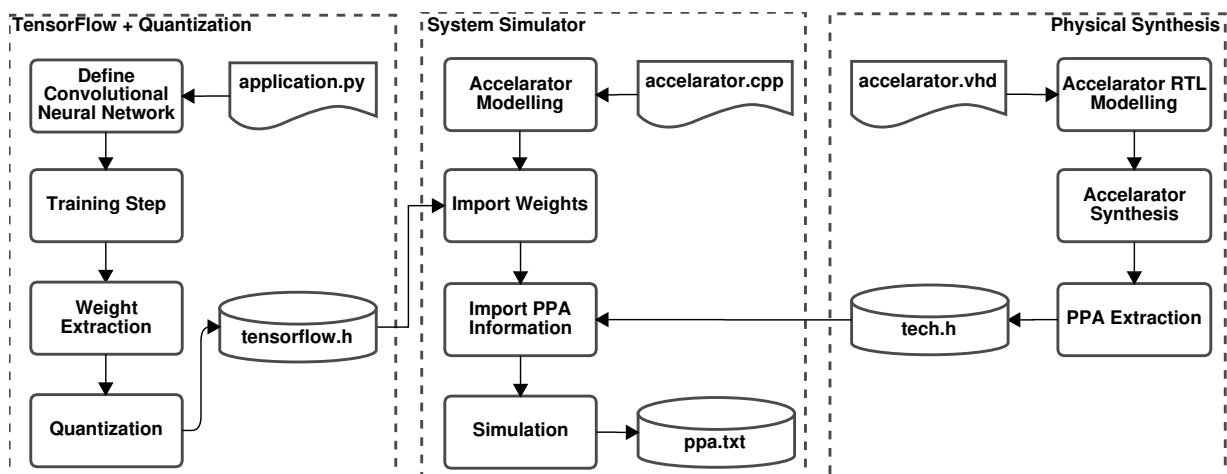 TensorFlow + Quantization
Define
Convolutional
Neural Network
application.py
Training Step
Weight
Extraction
tensorflow.h
Quantization
System Simulator
Accelarator
Modelling
accelarator.cpp
Import Weights
Import PPA
Information
Simulation
ppa.txt
Physical Synthesis
accelarator.vhd
Accelarator RTL
Modelling
Accelarator
Synthesis
tech.h
PPA Extraction